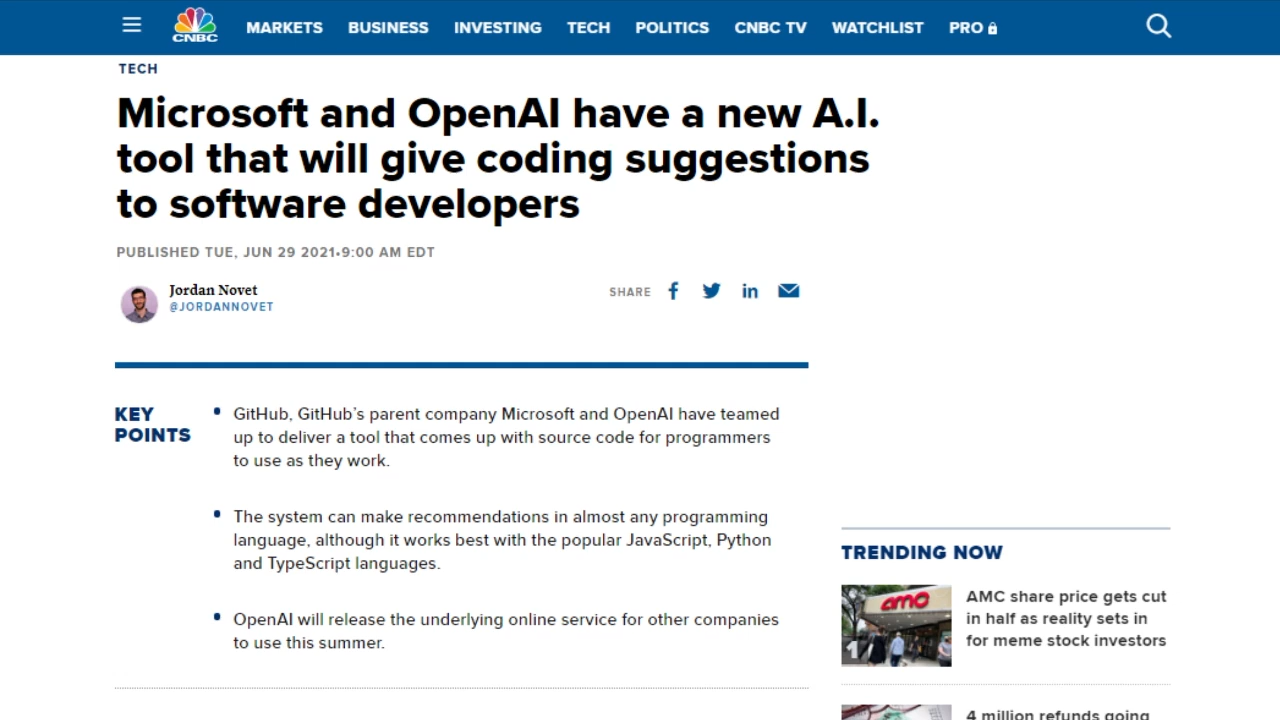 CNBC
MARKETS BUSINESS INVESTING TECH POLITICS CNBC TV WATCHLIST PRO
TECH
Microsoft and OpenAI have a new A.I.
tool that will give coding suggestions
to software developers
PUBLISHED TUE, JUN 29 2021•9:00 AM EDT
Jordan Novet
@JORDANNOVET
SHARE
KEY
POINTS
• GitHub, GitHub’s parent company Microsoft and OpenAI have teamed
up to deliver a tool that comes up with source code for programmers
to use as they work.
• The system can make recommendations in almost any programming
language, although it works best with the popular JavaScript, Python
and TypeScript languages.
• OpenAI will release the underlying online service for other companies
to use this summer.
TRENDING NOW
amc
AMC share price gets cut
in half as reality sets in
for meme stock investors
4 million refunds going